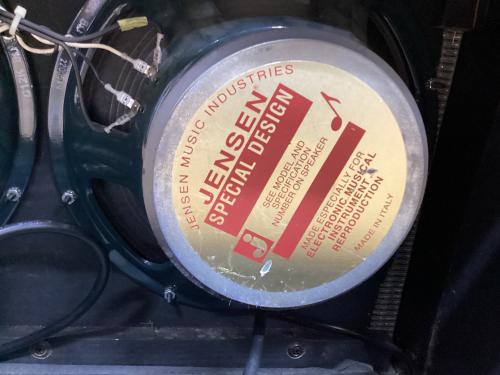 JENSEN MUSIC INDUSTRIES
JENSEN®
SPECIAL DESIGN
SEE MODEL AND
SPECIFICATION
NUMBER ON SPEAKER
MADE ESPECIALLY FOR
ELECTRONIC MUSICAL
INSTRUMENT
REPRODUCTION
MADE IN ITALY